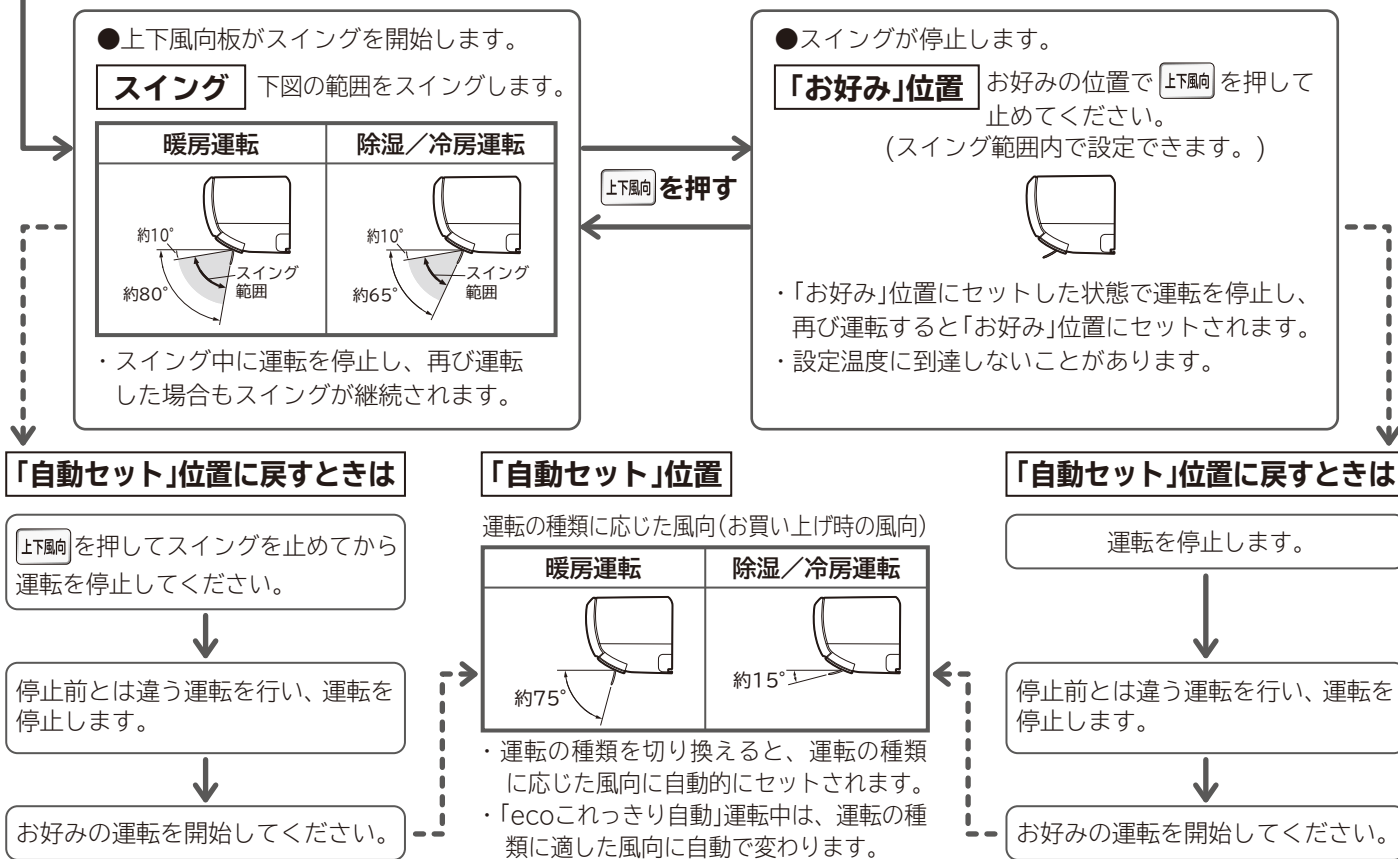 ●上下風向板がスイングを開始します。
スイング 下図の範囲をスイングします。
暖房運転 除湿／冷房運転
約10°
約80°
スイング
範囲
約10°
約65°
スイング
範囲
・スイング中に運転を停止し、再び運転
した場合もスイングが継続されます。
上下風向を押す
●スイングが停止します。
「お好み」位置 お好みの位置で上下風向を押して
止めてください。
(スイング範囲内で設定できます。)
・「お好み」位置にセットした状態で運転を停止し、
再び運転すると「お好み」位置にセットされます。
・設定温度に到達しないことがあります。
「自動セット」位置に戻すときは
上下風向を押してスイングを止めてから
運転を停止してください。
停止前とは違う運転を行い、運転を
停止します。
お好みの運転を開始してください。
「自動セット」位置
運転の種類に応じた風向(お買い上げ時の風向)
暖房運転 除湿／冷房運転
約75°
約15°
・運転の種類を切り換えると、運転の種類
に応じた風向に自動的にセットされます。
・「ecoこれっきり自動」運転中は、運転の種
類に適した風向に自動で変わります。
「自動セット」位置に戻すときは
運転を停止します。
停止前とは違う運転を行い、運転を
停止します。
お好みの運転を開始してください。